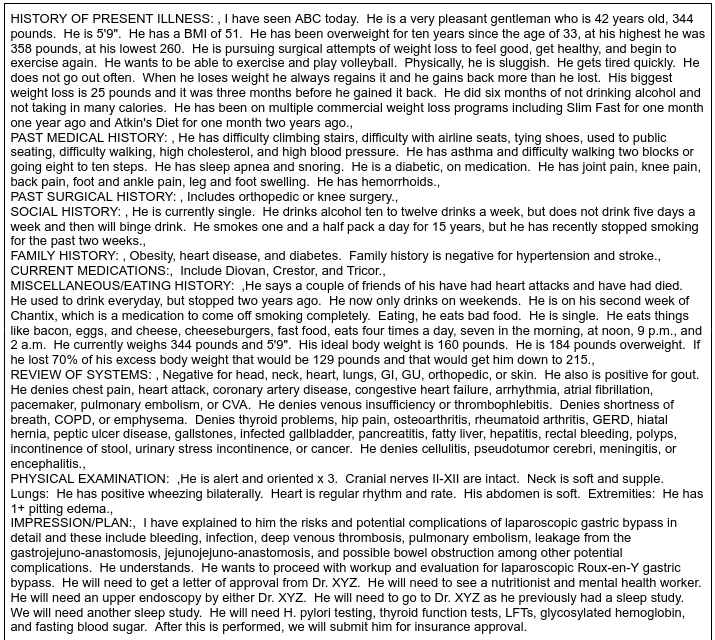 HISTORY OF PRESENT ILLNESS: , I have seen ABC today.  He is a very pleasant gentleman who is 42 years old, 344
pounds.  He is 5'9".  He has a BMI of 51.  He has been overweight for ten years since the age of 33, at his highest he was
358 pounds, at his lowest 260.  He is pursuing surgical attempts of weight loss to feel good, get healthy, and begin to
exercise again.  He wants to be able to exercise and play volleyball.  Physically, he is sluggish.  He gets tired quickly.  He
does not go out often.  When he loses weight he always regains it and he gains back more than he lost.  His biggest
weight loss is 25 pounds and it was three months before he gained it back.  He did six months of not drinking alcohol and
not taking in many calories.  He has been on multiple commercial weight loss programs including Slim Fast for one month
one year ago and Atkin's Diet for one month two years ago.,
PAST MEDICAL HISTORY: , He has difficulty climbing stairs, difficulty with airline seats, tying shoes, used to public
seating, difficulty walking, high cholesterol, and high blood pressure.  He has asthma and difficulty walking two blocks or
going eight to ten steps.  He has sleep apnea and snoring.  He is a diabetic, on medication.  He has joint pain, knee pain,
back pain, foot and ankle pain, leg and foot swelling.  He has hemorrhoids.,
PAST SURGICAL HISTORY: , Includes orthopedic or knee surgery.,
SOCIAL HISTORY: , He is currently single.  He drinks alcohol ten to twelve drinks a week, but does not drink five days a
week and then will binge drink.  He smokes one and a half pack a day for 15 years, but he has recently stopped smoking
for the past two weeks.,
FAMILY HISTORY: , Obesity, heart disease, and diabetes.  Family history is negative for hypertension and stroke.,
CURRENT MEDICATIONS:,  Include Diovan, Crestor, and Tricor.,
MISCELLANEOUS/EATING HISTORY:  ,He says a couple of friends of his have had heart attacks and have had died.
He used to drink everyday, but stopped two years ago.  He now only drinks on weekends.  He is on his second week of
Chantix, which is a medication to come off smoking completely.  Eating, he eats bad food.  He is single.  He eats things
like bacon, eggs, and cheese, cheeseburgers, fast food, eats four times a day, seven in the morning, at noon, 9 p.m., and
2 a.m.  He currently weighs 344 pounds and 5'9".  His ideal body weight is 160 pounds.  He is 184 pounds overweight.  If
he lost 70% of his excess body weight that would be 129 pounds and that would get him down to 215.,
REVIEW OF SYSTEMS: , Negative for head, neck, heart, lungs, GI, GU, orthopedic, or skin.  He also is positive for gout.
He denies chest pain, heart attack, coronary artery disease, congestive heart failure, arrhythmia, atrial fibrillation,
pacemaker, pulmonary embolism, or CVA.  He denies venous insufficiency or thrombophlebitis.  Denies shortness of
breath, COPD, or emphysema.  Denies thyroid problems, hip pain, osteoarthritis, rheumatoid arthritis, GERD, hiatal
hernia, peptic ulcer disease, gallstones, infected gallbladder, pancreatitis, fatty liver, hepatitis, rectal bleeding, polyps,
incontinence of stool, urinary stress incontinence, or cancer.  He denies cellulitis, pseudotumor cerebri, meningitis, or
encephalitis.,
PHYSICAL EXAMINATION:  ,He is alert and oriented x 3.  Cranial nerves II-XII are intact.  Neck is soft and supple.
Lungs:  He has positive wheezing bilaterally.  Heart is regular rhythm and rate.  His abdomen is soft.  Extremities:  He has
1+ pitting edema.,
IMPRESSION/PLAN:,  I have explained to him the risks and potential complications of laparoscopic gastric bypass in
detail and these include bleeding, infection, deep venous thrombosis, pulmonary embolism, leakage from the
gastrojejuno-anastomosis, jejunojejuno-anastomosis, and possible bowel obstruction among other potential
complications.  He understands.  He wants to proceed with workup and evaluation for laparoscopic Roux-en-Y gastric
bypass.  He will need to get a letter of approval from Dr. XYZ.  He will need to see a nutritionist and mental health worker.
He will need an upper endoscopy by either Dr. XYZ.  He will need to go to Dr. XYZ as he previously had a sleep study.
We will need another sleep study.  He will need H. pylori testing, thyroid function tests, LFTs, glycosylated hemoglobin,
and fasting blood sugar.  After this is performed, we will submit him for insurance approval.